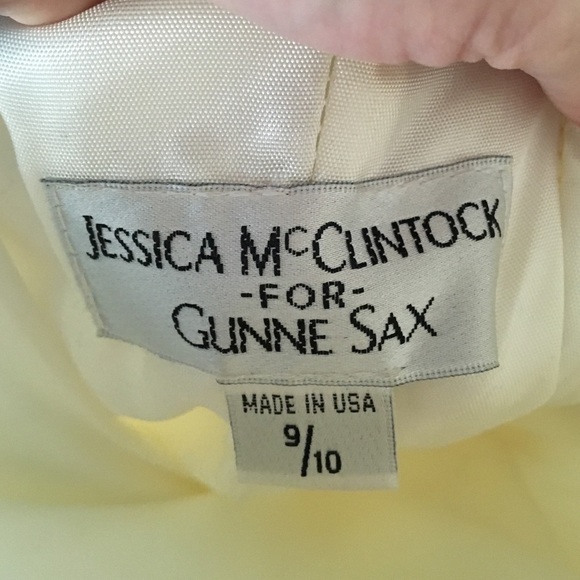 JESSICA McCLINTOCK
-FOR-
GUNNE SAX
MADE IN USA
9/10